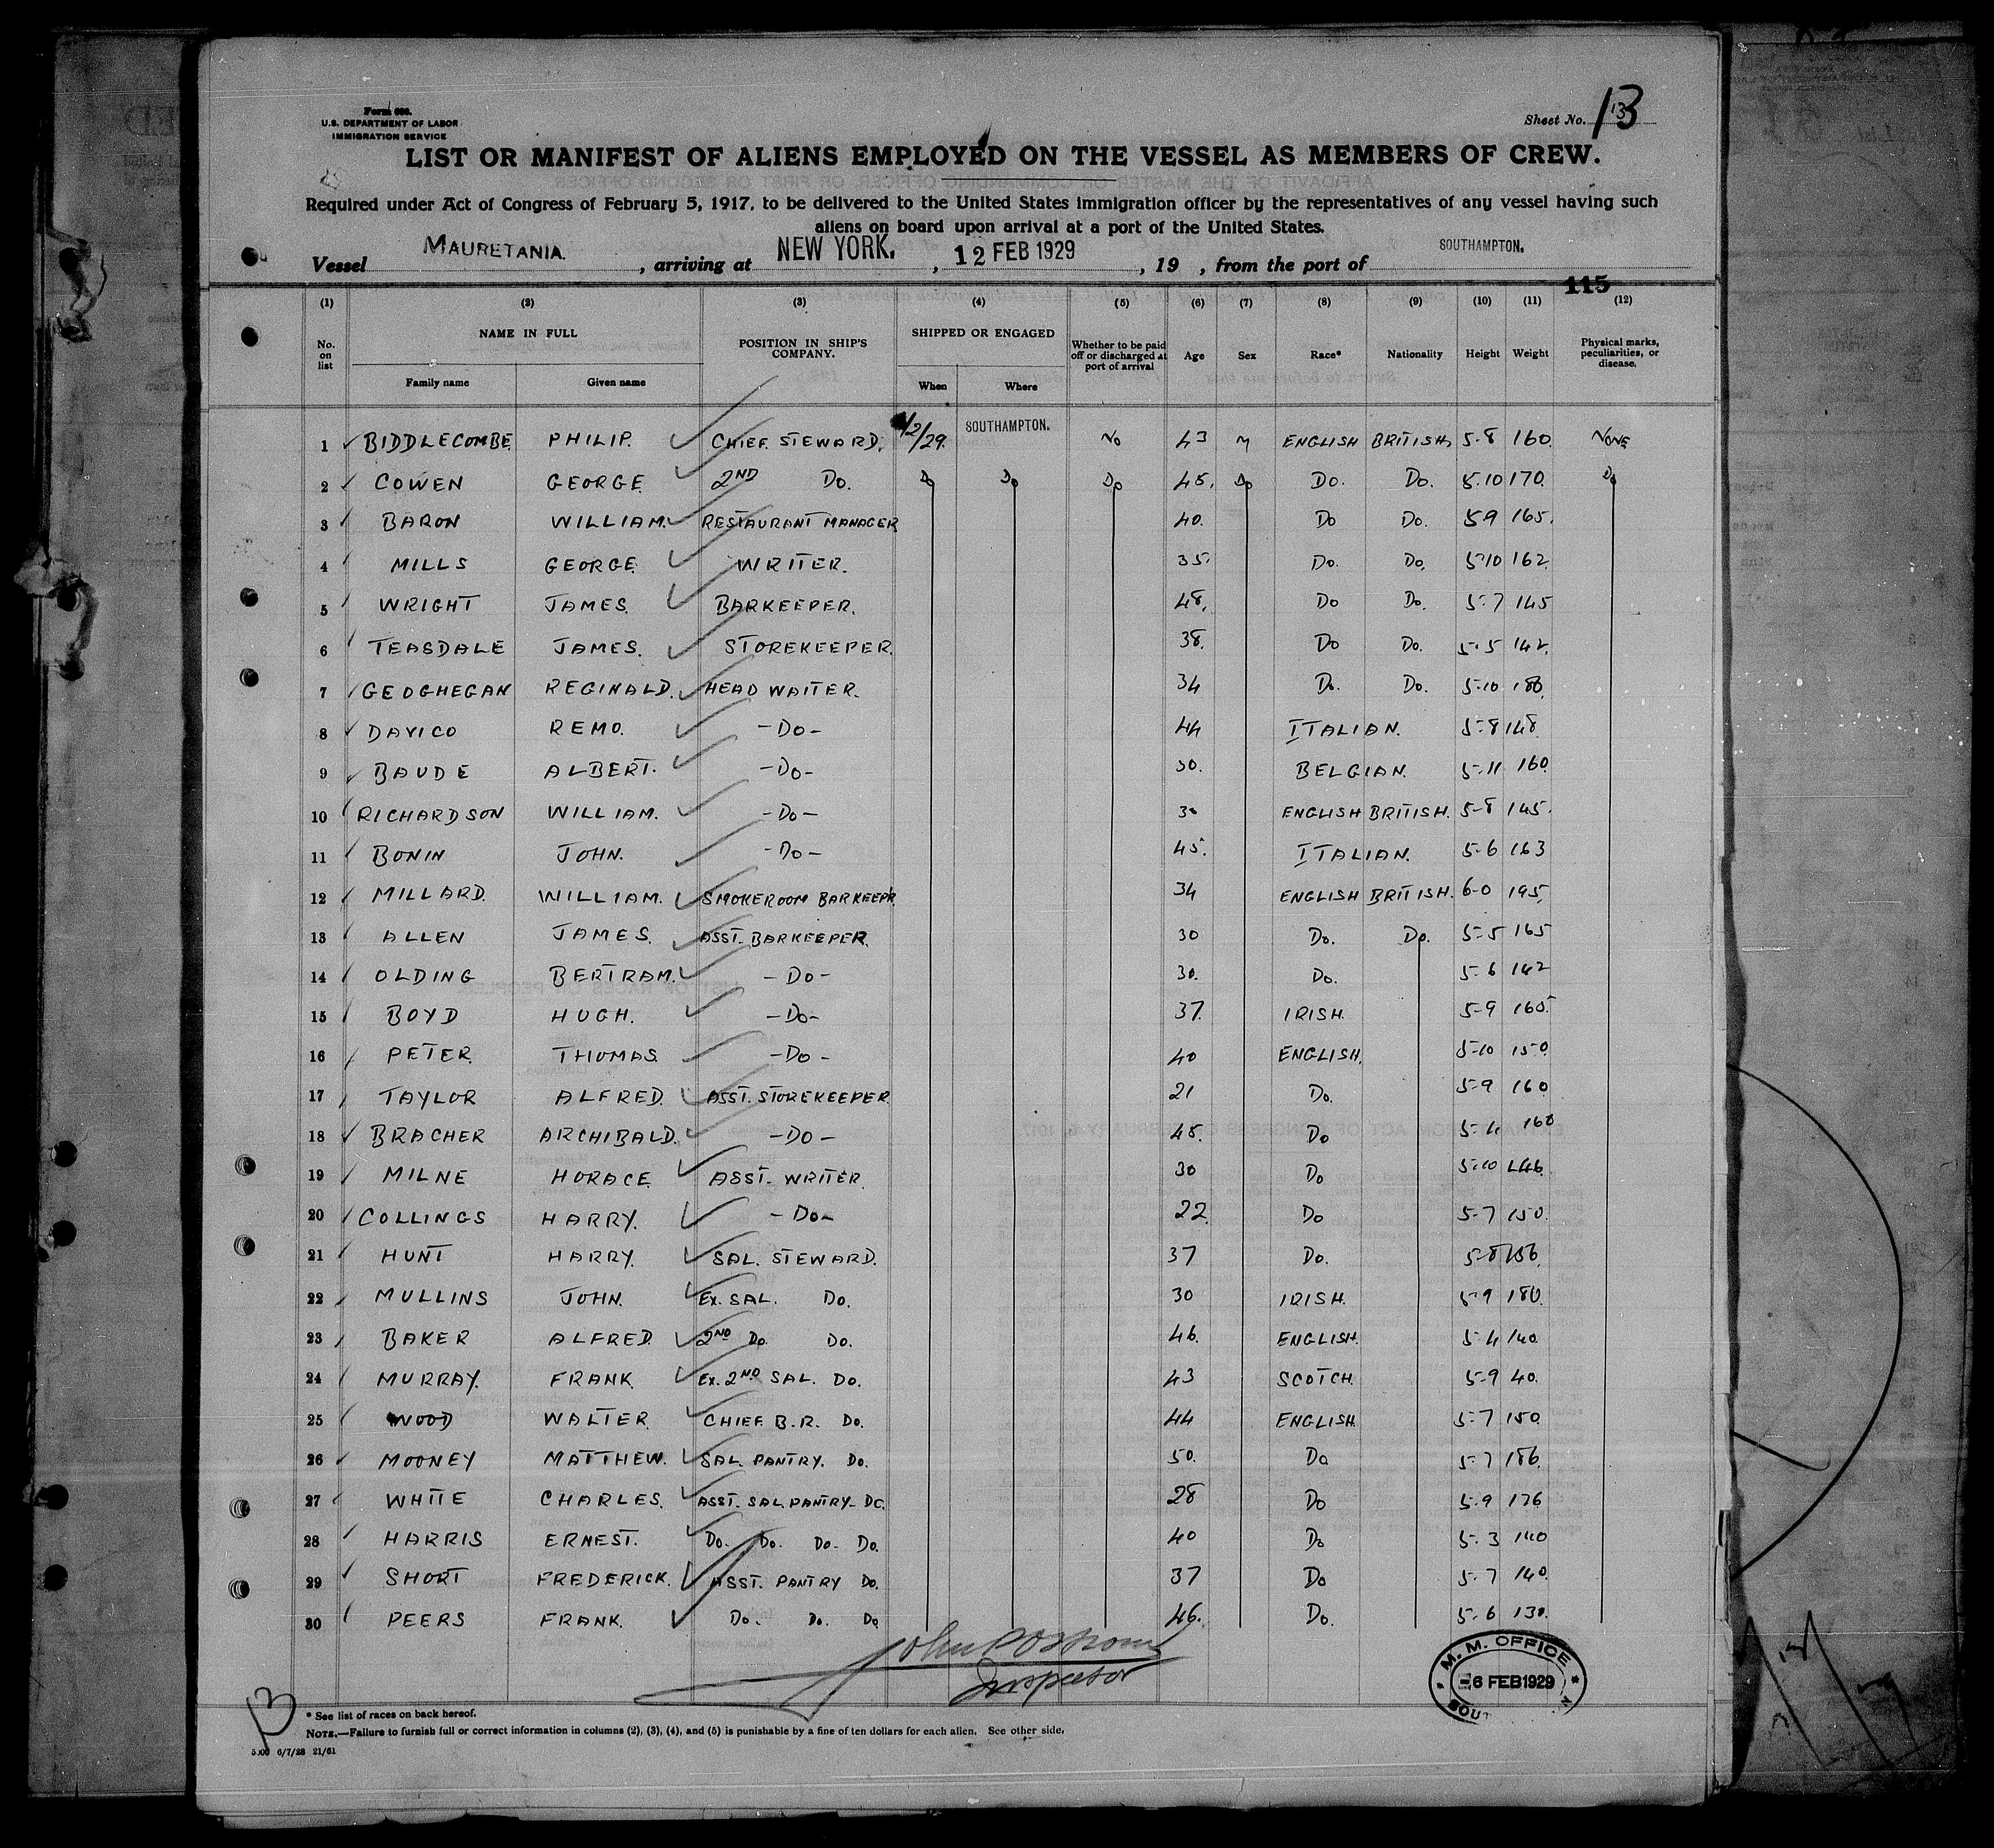 Form 680.
U.S. DEPARTMENT OF LABOR
IMMIGRATION SERVICE
Sheet No. 13
LIST OR MANIFEST OF ALIENS EMPLOYED ON THE VESSEL AS MEMBERS OF CREW.
Required under Act of Congress of February 5, 1917, to be delivered to the United States immigration officer by the representatives of any vessel having such
aliens on board upon arrival at a port of the United States.
Vessel MAURETANIA. , arriving at NEW YORK. , 12 FEB 1929 , 19 , from the port of SOUTHAMPTON.
115
(1) (2) (3) (4) (5) (6) (7) (8) (9) (10) (11) (12)
No. on list NAME IN FULL Family name Given name POSITION IN SHIP'S COMPANY. SHIPPED OR ENGAGED When Where Whether to be paid off or discharged at port of arrival Age Sex Race* Nationality Height Weight Physical marks, peculiarities, or disease.
1 BIDDLECOMBE PHILIP. CHIEF STEWARD. /2/29. SOUTHAMPTON. No 43 M ENGLISH BRITISH 5-8 160. NONE
2 COWEN GEORGE 2ND Do. Do Do Do 45. Do Do. Do. 5.10 170. Do
3 BARON WILLIAM. RESTAURANT MANAGER 40. Do Do. 5 9 165.
4 MILLS GEORGE WRITER. 35. Do. Do. 5-10 162.
5 WRIGHT JAMES. BARKEEPER. 48. Do Do. 5-7 145
6 TEASDALE JAMES. STOREKEEPER. 38. Do Do. 5-5 142.
7 GEOGHEGAN REGINALD. HEAD WAITER. 34 Do. Do. 5-10 180.
8 DAVICO REMO. -Do- 44 ITALIAN. 5-8 148.
9 BAUDE ALBERT. -Do- 30. BELGIAN. 5-11 160.
10 RICHARDSON WILLIAM. -Do- 30 ENGLISH BRITISH. 5-8 145.
11 BONIN JOHN. -Do- 45. ITALIAN. 5-6 163
12 MILLARD. WILLIAM. SMOKEROOM BARKEEPR. 34 ENGLISH BRITISH. 6-0 195.
13 ALLEN JAMES. ASST. BARKEEPER. 30 Do. Do. 5-5 165
14 OLDING BERTRAM. -Do- 30. Do. 5-6 142
15 BOYD HUGH. -Do- 37. IRISH. 5-9 165
16 PETER. THOMAS. -Do- 40 ENGLISH. 5-10 150.
17 TAYLOR ALFRED. ASST. STOREKEEPER. 21 Do. 5-9 160
18 BRACHER ARCHIBALD. -DO- 48. Do 160
19 MILNE HORACE. ASST. WRITER. 30 Do 5-10 146.
20 COLLINGS HARRY. -Do- 22. Do 5-7 150.
21 HUNT HARRY. SAL. STEWARD. 37 Do. 5-8 156.
22 MULLINS JOHN. EX. SAL. Do. 30 IRISH. 5-9 180.
23 BAKER ALFRED. 2ND Do. Do. 46. ENGLISH. 5-4 140.
24 MURRAY. FRANK. EX. 2ND SAL. Do. 43 SCOTCH. 5-9 40.
25 WOOD WALTER. CHIEF B.R. Do. 44 ENGLISH. 5-7 150.
26 MOONEY MATTHEW. SAL. PANTRY. Do. 50. Do 5-7 186.
27 WHITE CHARLES. ASST. SAL. PANTRY. DO. 28 Do 5.9
28 HARRIS ERNEST. Do. Do. Do. Do. 40 Do 5-3 140
29 SHORT FREDERICK. ASST. PANTRY Do. 37 Do 5-7 140.
30 PEERS FRANK. Do. Do. Do 46. Do. 5.6 130.
Inspector
M. M. OFFICE
-6 FEB 1929
13
* See list of races on back hereof.
NOTE.—Failure to furnish full or correct information in columns (2), (3), (4), and (5) is punishable by a fine of ten dollars for each alien. See other side.
6/7/28 21/61